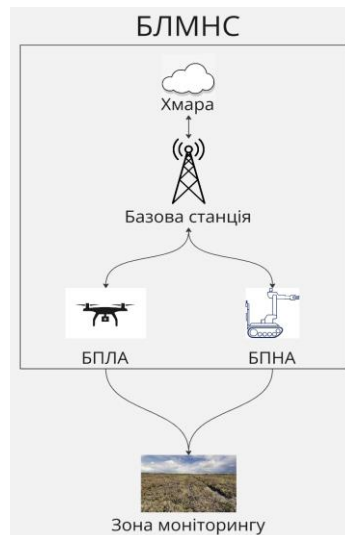 БЛМНС
Хмара
Базова станція
БПЛА
БПНА
Зона моніторингу